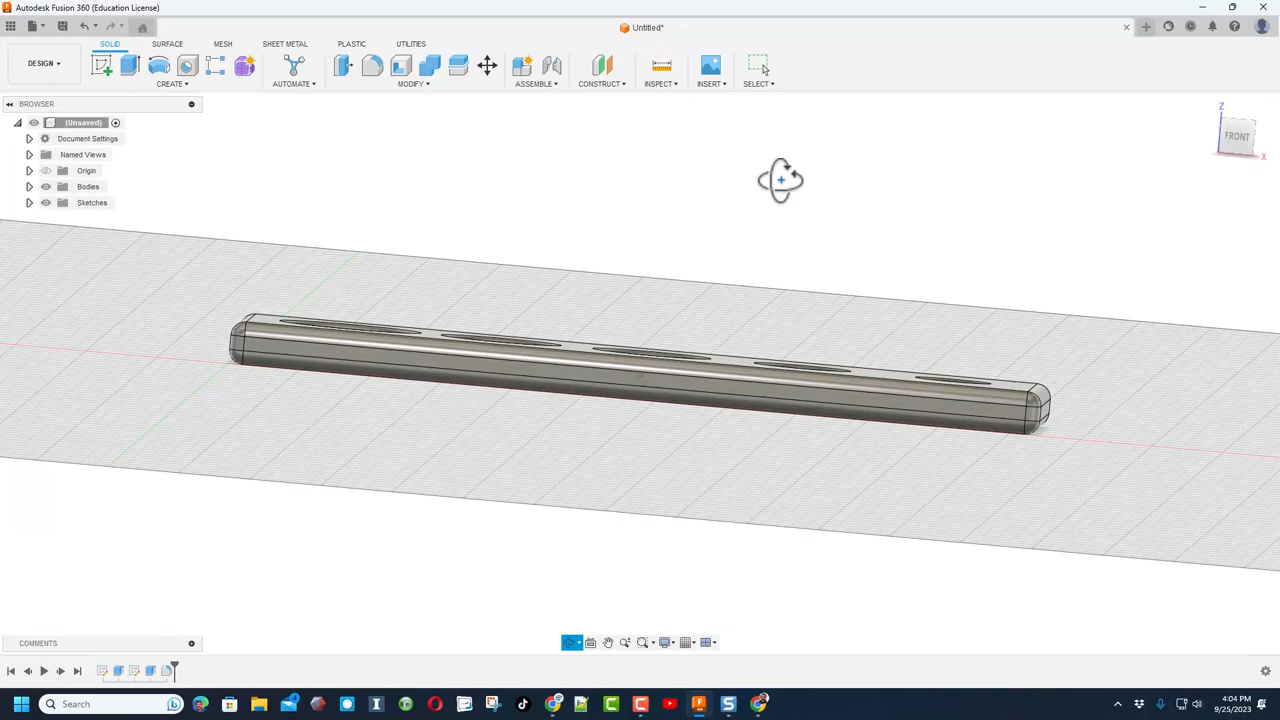 Autodesk Fusion 360 (Education License)
Untitled*
DESIGN
SOLID SURFACE MESH SHEET METAL PLASTIC UTILITIES
CREATE AUTOMATE MODIFY ASSEMBLE CONSTRUCT INSPECT INSERT SELECT
BROWSER
(Unsaved)
Document Settings
Named Views
Origin
Bodies
Sketches
Z
FRONT
X
COMMENTS
Search
4:04 PM
9/25/2023